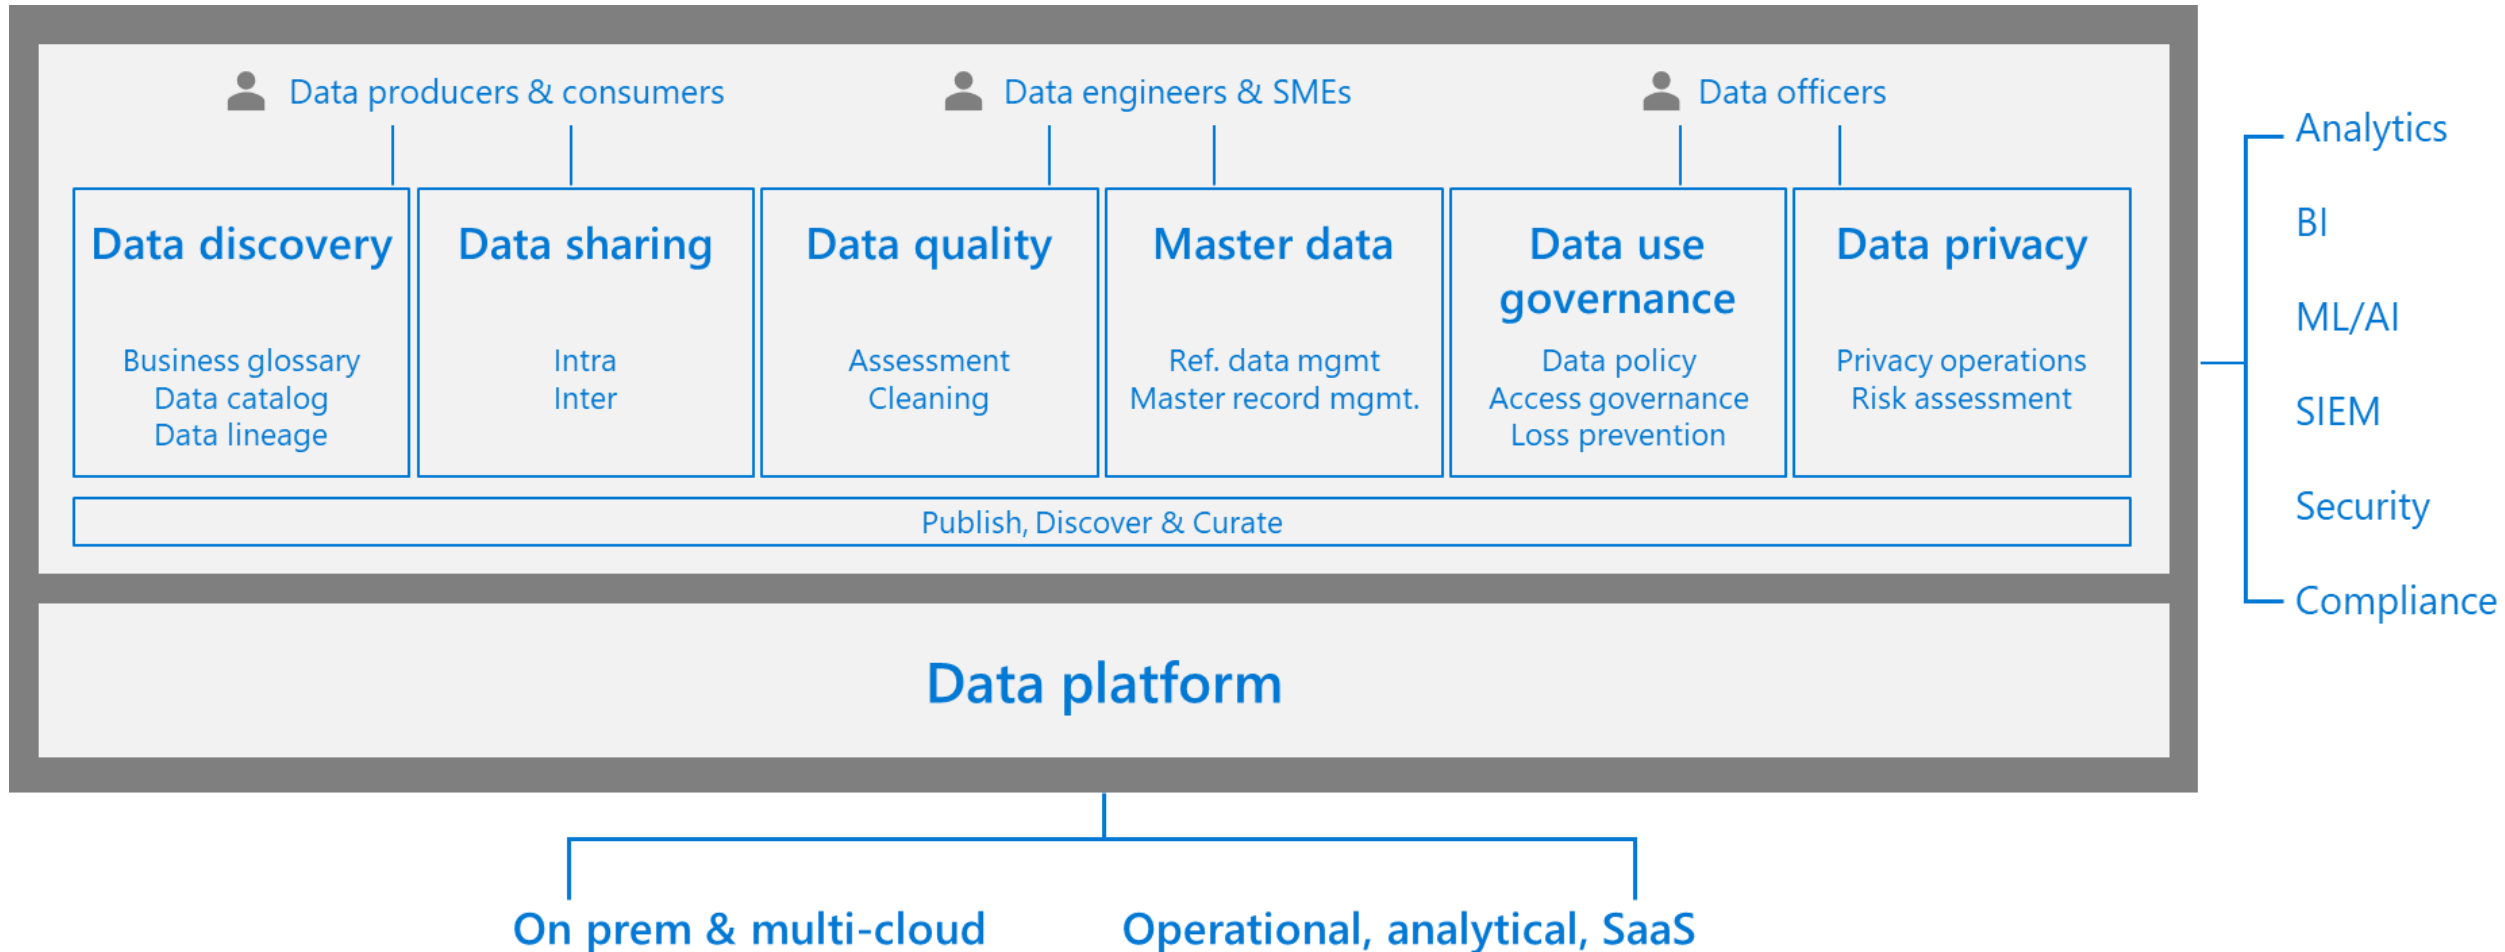 Data producers & consumers
Data engineers & SMEs
Data officers
Data discovery
Business glossary
Data catalog
Data lineage
Data sharing
Intra
Inter
Data quality
Assessment
Cleaning
Master data
Ref. data mgmt
Master record mgmt.
Data use
governance
Data policy
Access governance
Loss prevention
Data privacy
Privacy operations
Risk assessment
Publish, Discover & Curate
Data platform
Analytics
BI
ML/AI
SIEM
Security
Compliance
On prem & multi-cloud
Operational, analytical, SaaS